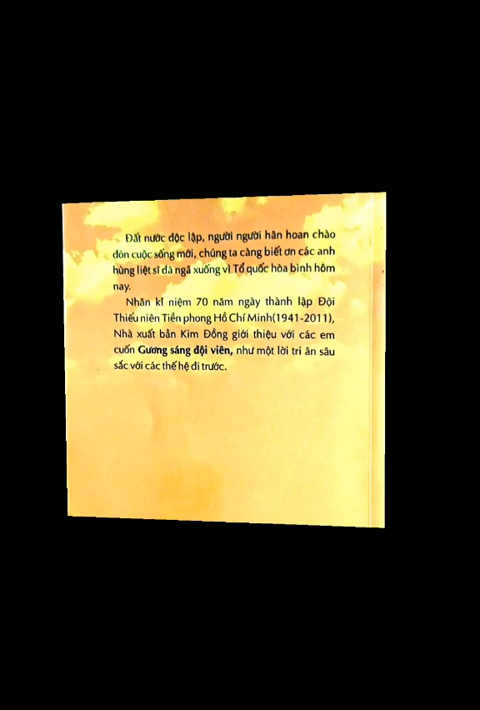 Đất nước độc lập, người người hân hoan chào
đón cuộc sống mới, chúng ta càng biết ơn các anh
hùng liệt sĩ đã ngã xuống vì Tổ quốc hòa bình hôm
nay.
Nhân kỉ niệm 70 năm ngày thành lập Đội
Thiếu niên Tiền phong Hồ Chí Minh(1941-2011),
Nhà xuất bản Kim Đồng giới thiệu với các em
cuốn Gương sáng đội viên, như một lời tri ân sâu
sắc với các thế hệ đi trước.